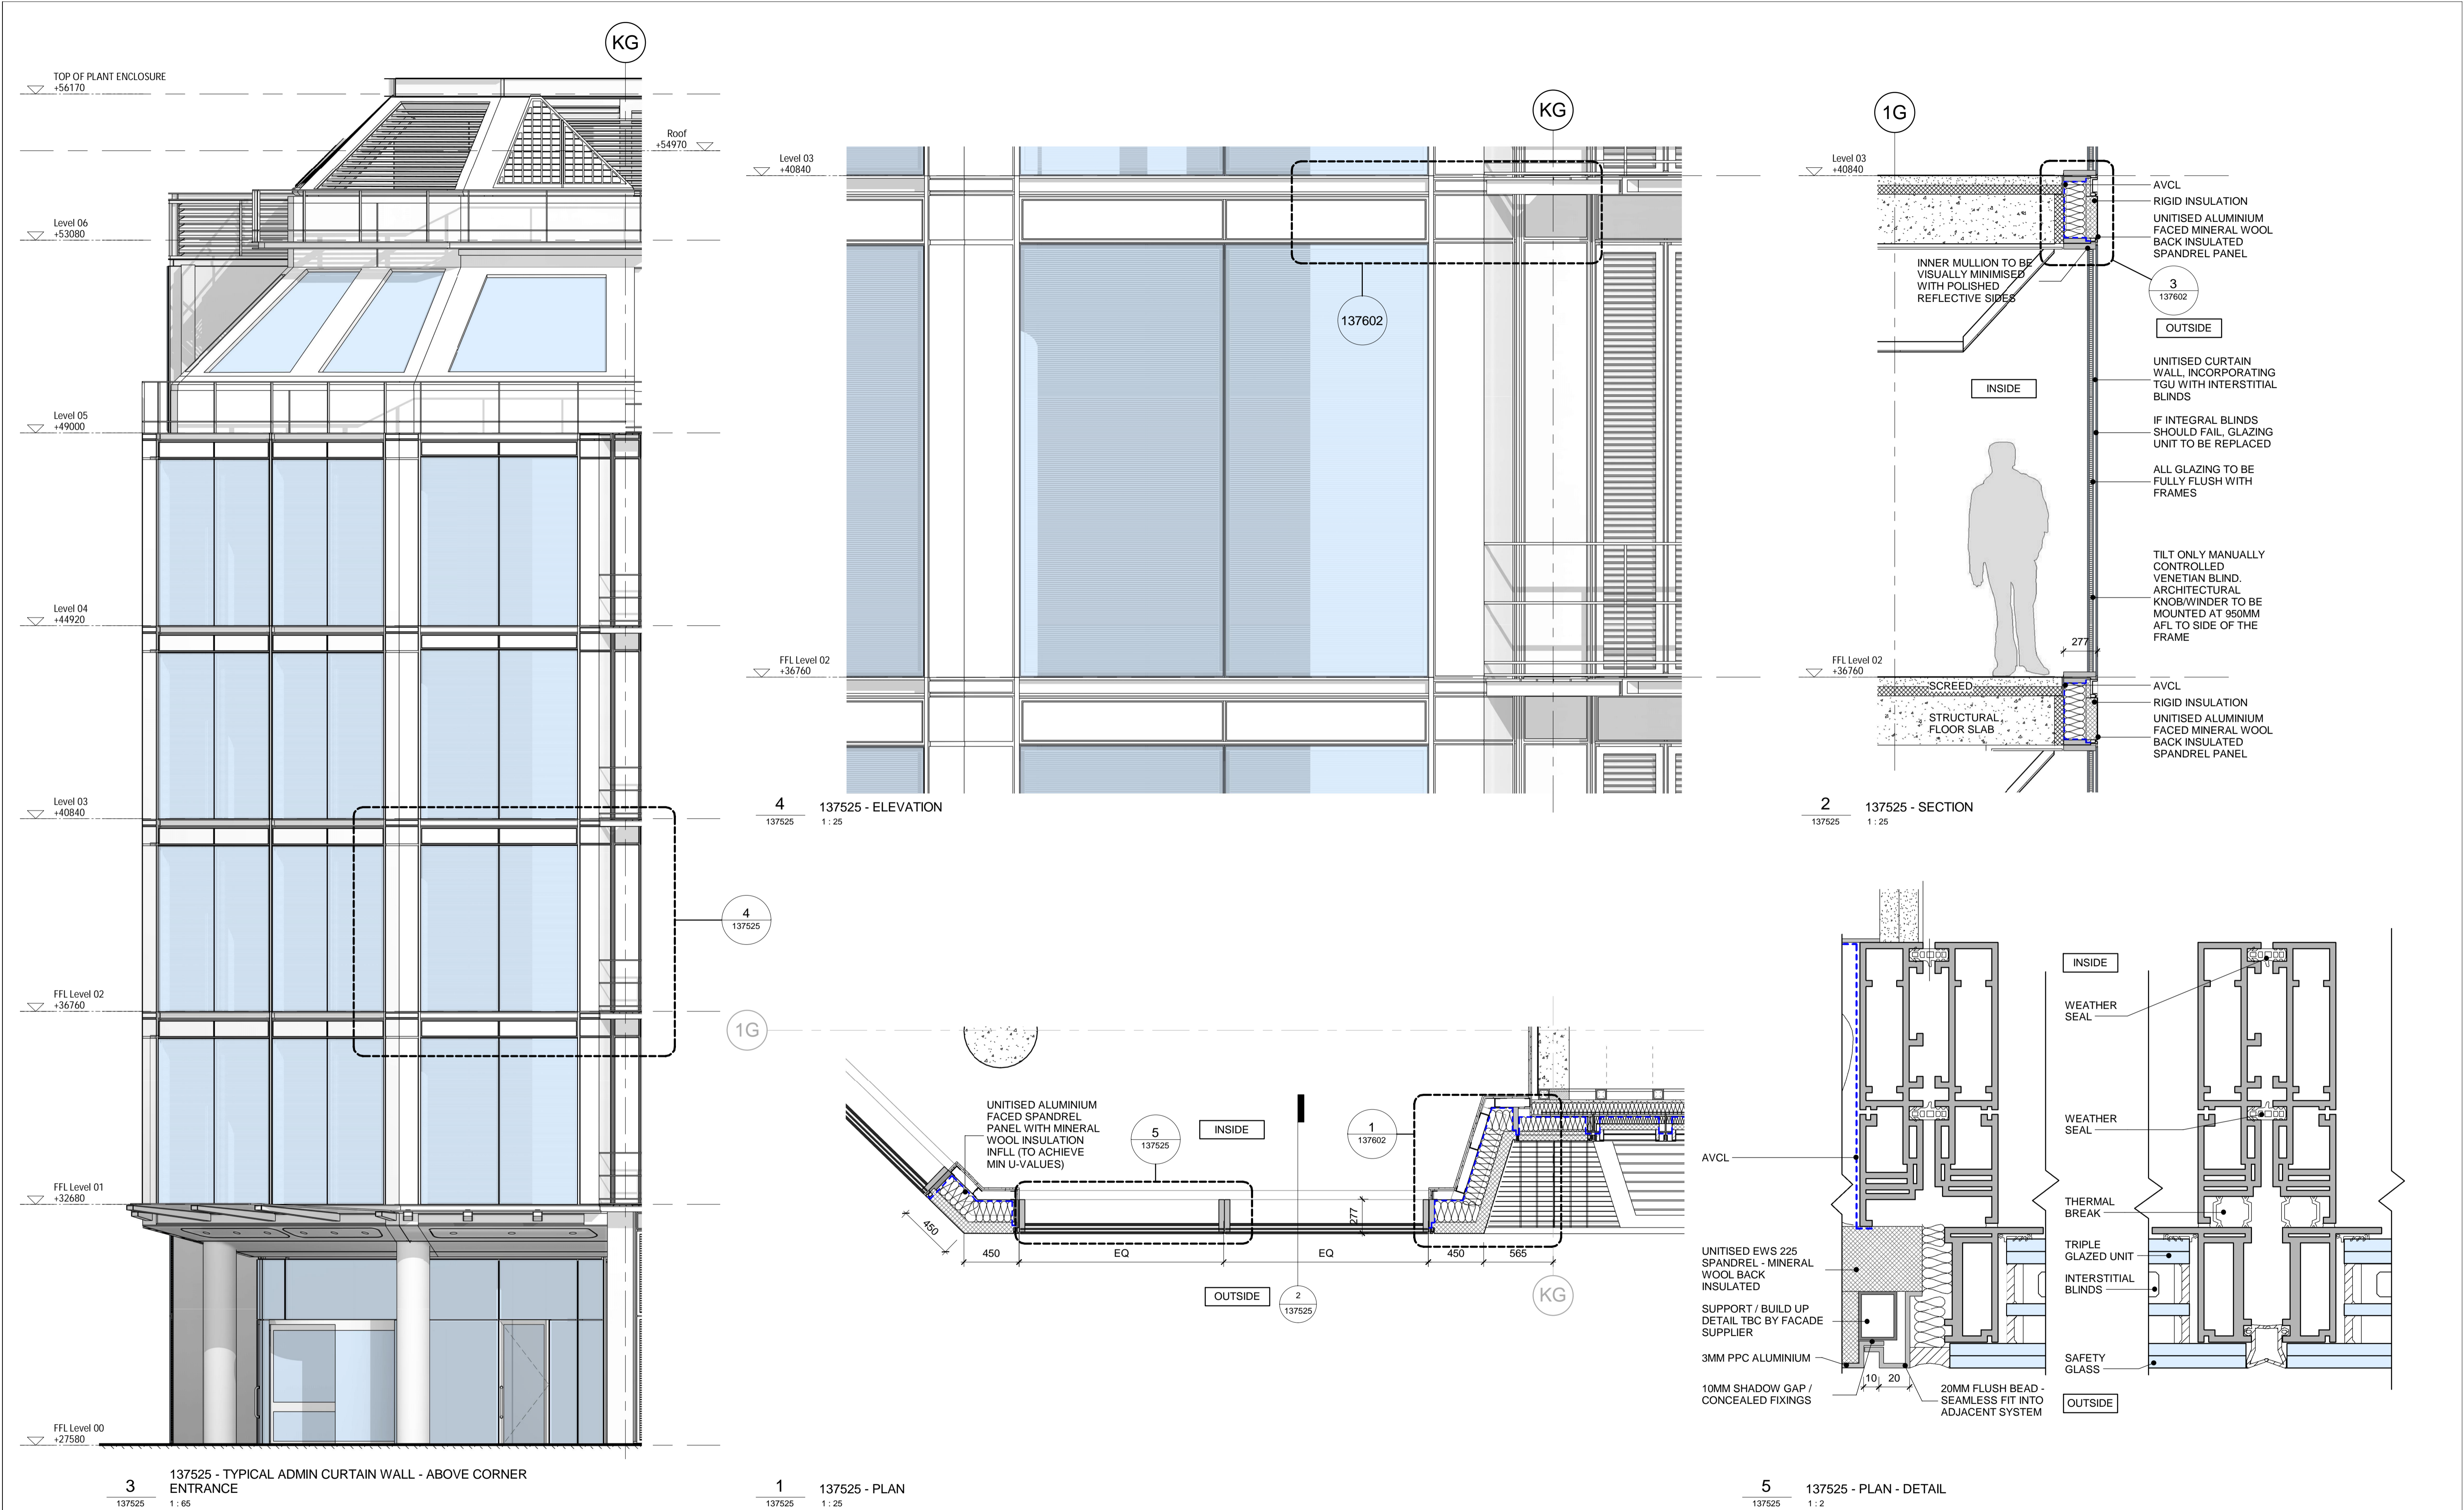 KG
TOP OF PLANT ENCLOSURE
+56170
Roof
+54970
Level 06
+53080
Level 05
+49000
Level 04
+44920
Level 03
+40840
FFL Level 02
+36760
FFL Level 01
+32680
FFL Level 00
+27580
4
137525
3
137525
137525 - TYPICAL ADMIN CURTAIN WALL - ABOVE CORNER
ENTRANCE
1 : 65
KG
Level 03
+40840
137602
FFL Level 02
+36760
4
137525
137525 - ELEVATION
1 : 25
1G
Level 03
+40840
AVCL
RIGID INSULATION
UNITISED ALUMINIUM
FACED MINERAL WOOL
BACK INSULATED
SPANDREL PANEL
INNER MULLION TO BE
VISUALLY MINIMISED
WITH POLISHED
REFLECTIVE SIDES
3
137602
OUTSIDE
INSIDE
UNITISED CURTAIN
WALL, INCORPORATING
TGU WITH INTERSTITIAL
BLINDS
IF INTEGRAL BLINDS
SHOULD FAIL, GLAZING
UNIT TO BE REPLACED
ALL GLAZING TO BE
FULLY FLUSH WITH
FRAMES
TILT ONLY MANUALLY
CONTROLLED
VENETIAN BLIND.
ARCHITECTURAL
KNOB/WINDER TO BE
MOUNTED AT 950MM
AFL TO SIDE OF THE
FRAME
277
FFL Level 02
+36760
SCREED
STRUCTURAL
FLOOR SLAB
AVCL
RIGID INSULATION
UNITISED ALUMINIUM
FACED MINERAL WOOL
BACK INSULATED
SPANDREL PANEL
2
137525
137525 - SECTION
1 : 25
1G
UNITISED ALUMINIUM
FACED SPANDREL
PANEL WITH MINERAL
WOOL INSULATION
INFLL (TO ACHIEVE
MIN U-VALUES)
5
137525
INSIDE
1
137602
277
450
450
EQ
EQ
450
565
OUTSIDE
2
137525
KG
1
137525
137525 - PLAN
1 : 25
INSIDE
WEATHER
SEAL
WEATHER
SEAL
AVCL
THERMAL
BREAK
TRIPLE
GLAZED UNIT
INTERSTITIAL
BLINDS
UNITISED EWS 225
SPANDREL - MINERAL
WOOL BACK
INSULATED
SUPPORT / BUILD UP
DETAIL TBC BY FACADE
SUPPLIER
3MM PPC ALUMINIUM
SAFETY
GLASS
10MM SHADOW GAP /
CONCEALED FIXINGS
10
20
20MM FLUSH BEAD -
SEAMLESS FIT INTO
ADJACENT SYSTEM
OUTSIDE
5
137525
137525 - PLAN - DETAIL
1 : 2